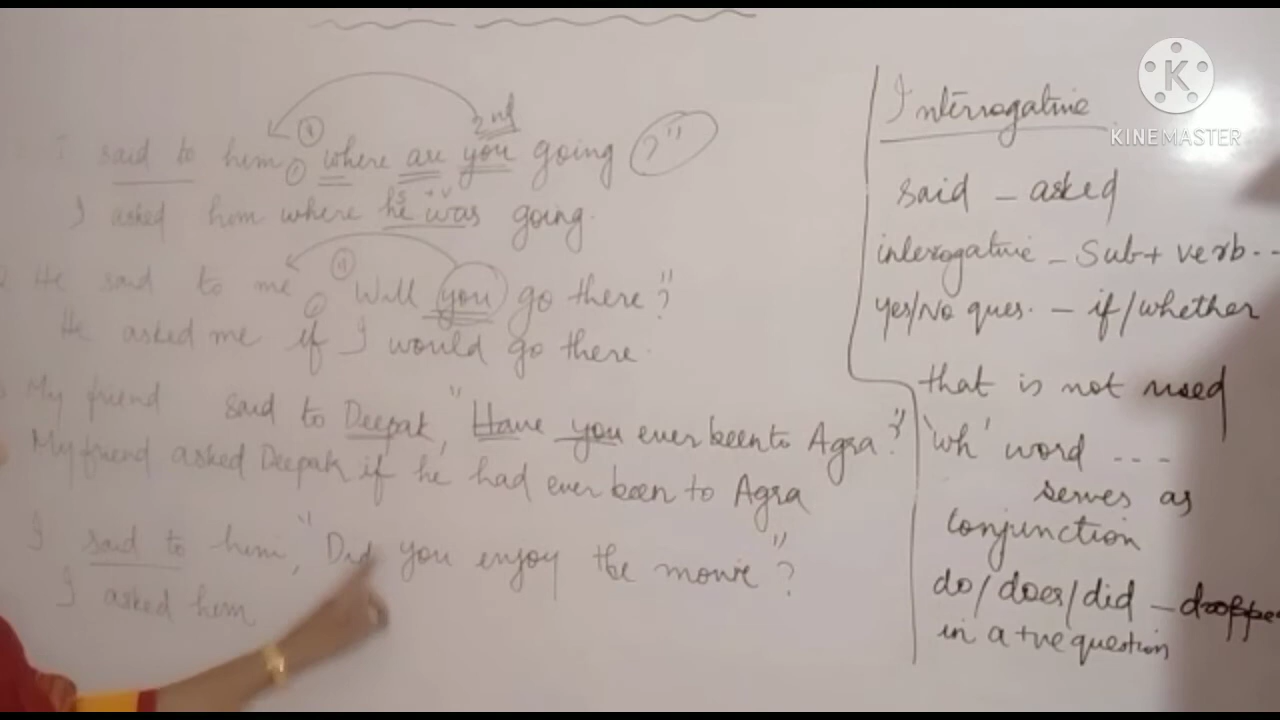 I said to him, "where are you going ?"
2nd
I asked him where he was going.
He said to me, "Will you go there?"
He asked me if I would go there.
My friend said to Deepak, "Have you ever been to Agra?"
My friend asked Deepak if he had ever been to Agra
I said to him, "Did you enjoy the movie"?
I asked him
Interrogative
said - asked
interogative - Sub + verb...
yes/No ques. - if/whether
that is not used
'wh' word ...
serves as
conjunction
do/does/did - droppe
in a +ve question
K
KINEMASTER